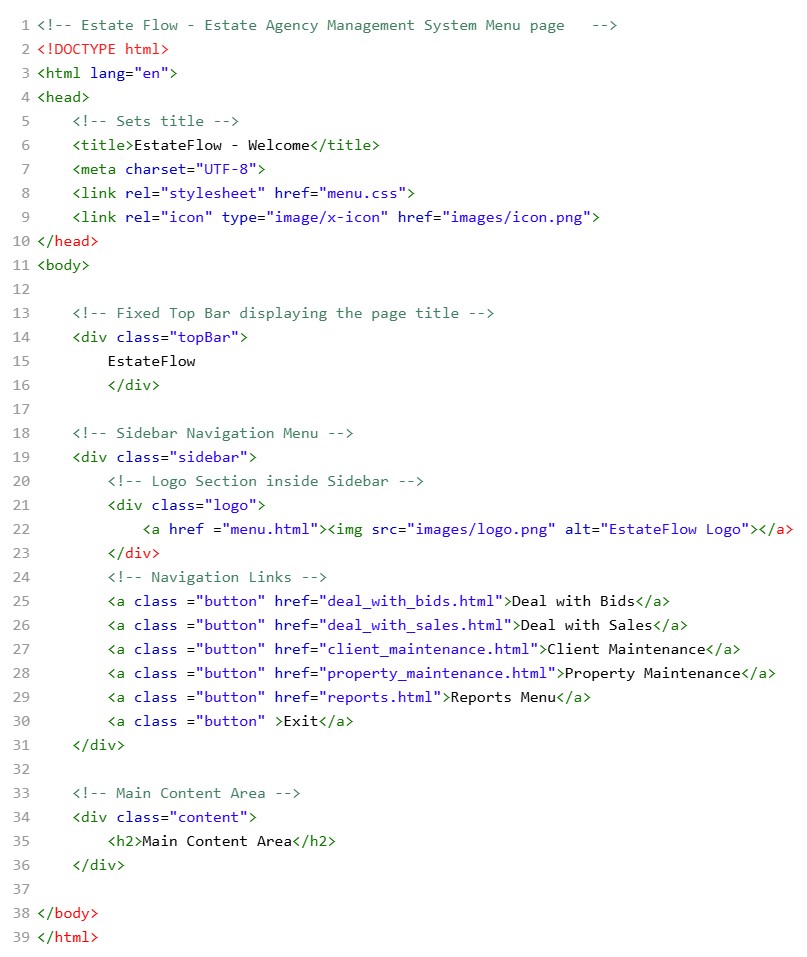 1 <!-- Estate Flow - Estate Agency Management System Menu page   -->
2 <!DOCTYPE html>
3 <html lang="en">
4 <head>
5     <!-- Sets title -->
6     <title>EstateFlow - Welcome</title>
7     <meta charset="UTF-8">
8     <link rel="stylesheet" href="menu.css">
9     <link rel="icon" type="image/x-icon" href="images/icon.png">
10 </head>
11 <body>
12
13     <!-- Fixed Top Bar displaying the page title -->
14     <div class="topBar">
15         EstateFlow
16         </div>
17
18     <!-- Sidebar Navigation Menu -->
19     <div class="sidebar">
20         <!-- Logo Section inside Sidebar -->
21         <div class="logo">
22             <a href ="menu.html"><img src="images/logo.png" alt="EstateFlow Logo"></a>
23         </div>
24         <!-- Navigation Links -->
25         <a class ="button" href="deal_with_bids.html">Deal with Bids</a>
26         <a class ="button" href="deal_with_sales.html">Deal with Sales</a>
27         <a class ="button" href="client_maintenance.html">Client Maintenance</a>
28         <a class ="button" href="property_maintenance.html">Property Maintenance</a>
29         <a class ="button" href="reports.html">Reports Menu</a>
30         <a class ="button" >Exit</a>
31     </div>
32
33     <!-- Main Content Area -->
34     <div class="content">
35         <h2>Main Content Area</h2>
36     </div>
37
38 </body>
39 </html>